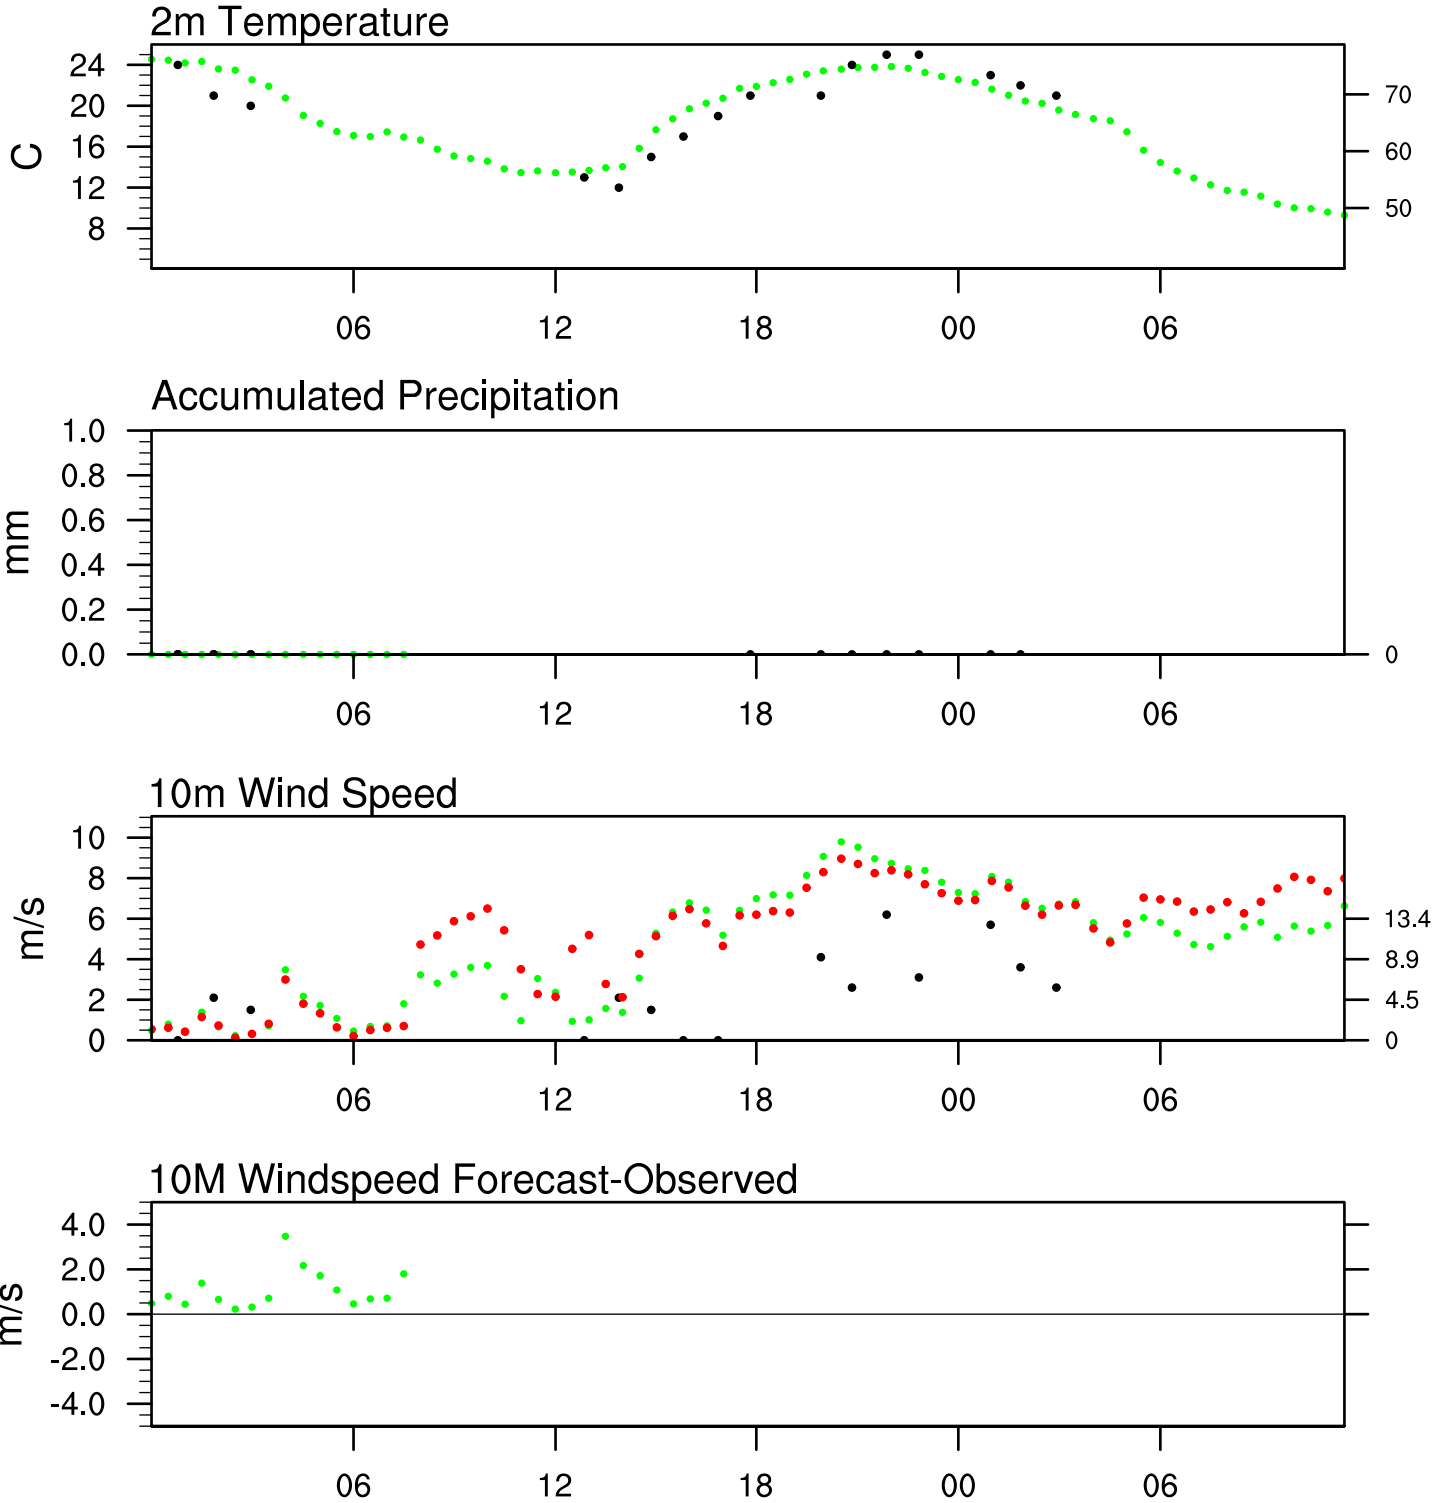 2m Temperature
24
20
16
12
8
C
70
60
50
06 12 18 00 06
Accumulated Precipitation
1.0
0.8
0.6
0.4
0.2
0.0
mm
0
06 12 18 00 06
10m Wind Speed
10
8
6
4
2
0
m/s
13.4
8.9
4.5
0
06 12 18 00 06
10M Windspeed Forecast-Observed
4.0
2.0
0.0
-2.0
-4.0
m/s
06 12 18 00 06